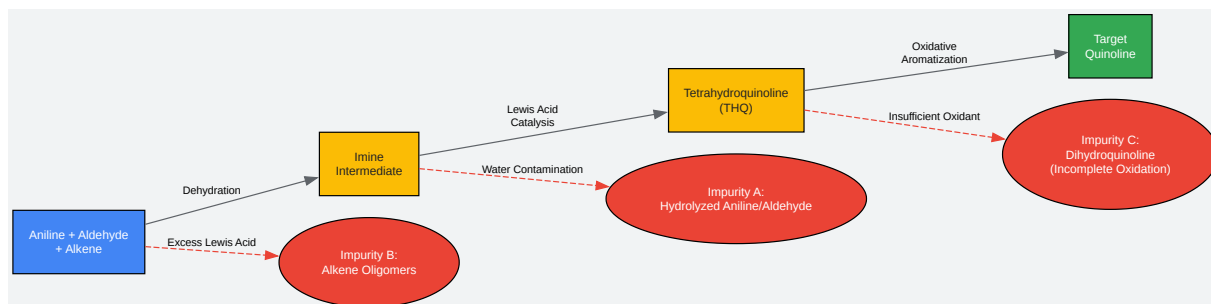 Aniline + Aldehyde
+ Alkene
Dehydration
Excess Lewis Acid
Imine
Intermediate
Impurity B:
Alkene Oligomers
Lewis Acid
Catalysis
Water Contamination
Tetrahydroquinoline
(THQ)
Impurity A:
Hydrolyzed Aniline/Aldehyde
Oxidative
Aromatization
Insufficient Oxidant
Target
Quinoline
Impurity C:
Dihydroquinoline
(Incomplete Oxidation)